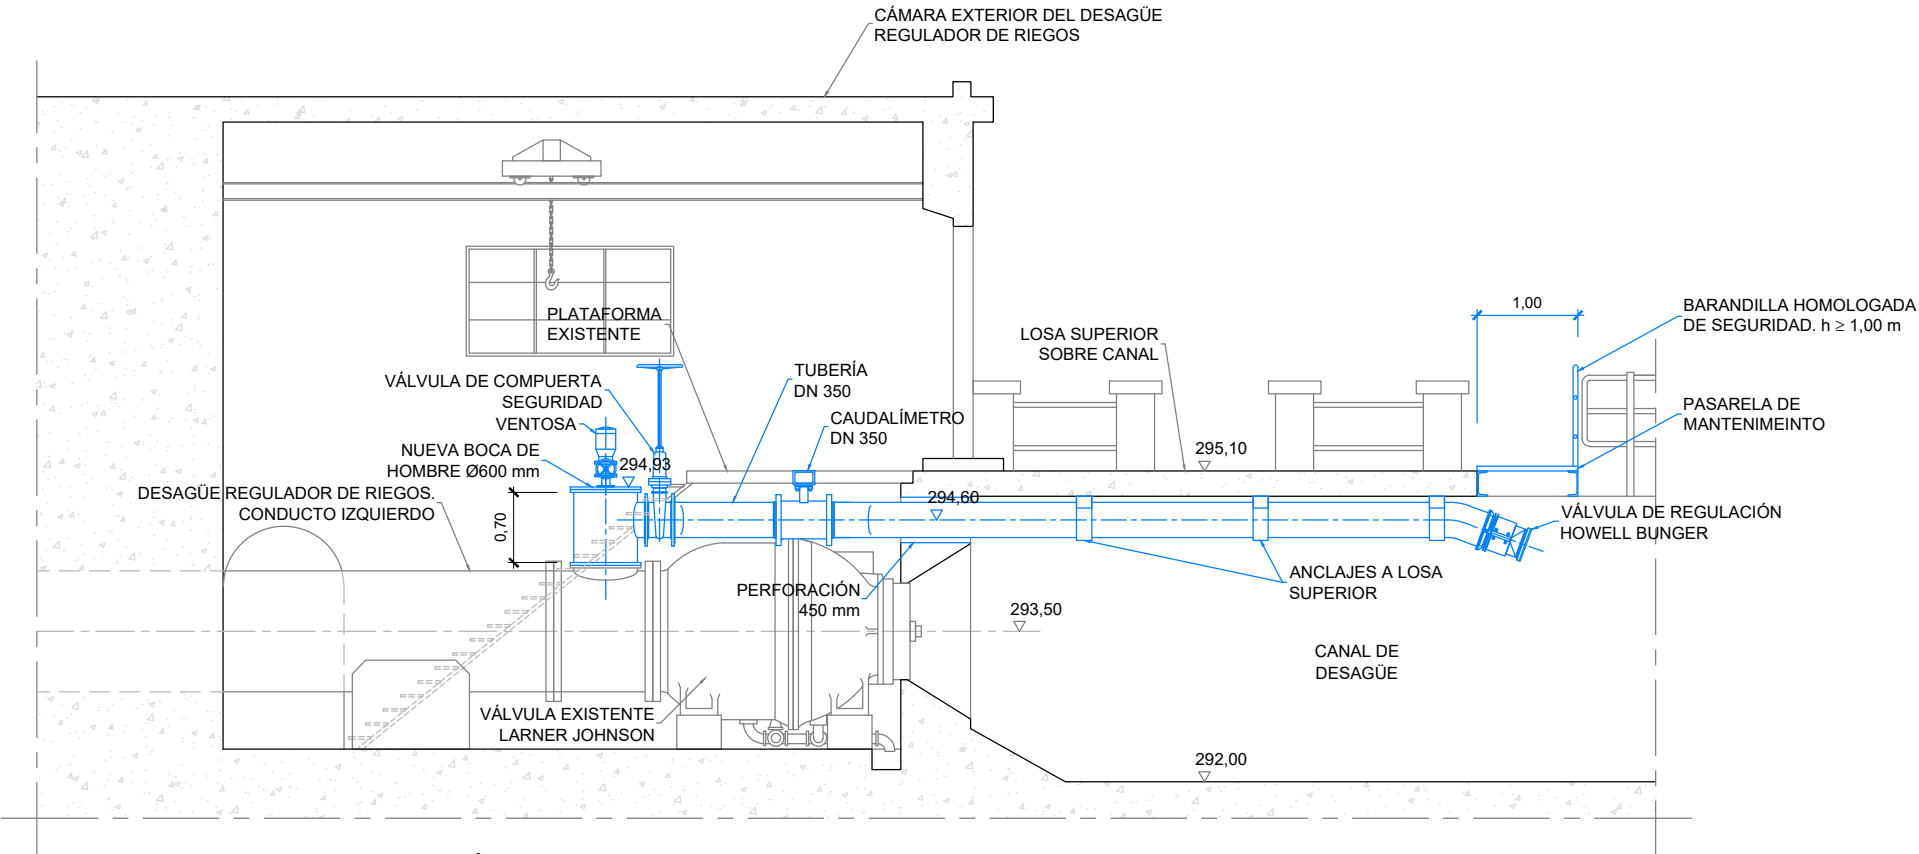 CÁMARA EXTERIOR DEL DESAGÜE
REGULADOR DE RIEGOS
PLATAFORMA
EXISTENTE
LOSA SUPERIOR
SOBRE CANAL
1,00
BARANDILLA HOMOLOGADA
DE SEGURIDAD. h ≥ 1,00 m
VÁLVULA DE COMPUERTA
SEGURIDAD
VENTOSA
TUBERÍA
DN 350
CAUDALÍMETRO
DN 350
PASARELA DE
MANTENIMEINTO
NUEVA BOCA DE
HOMBRE Ø600 mm
294,93
295,10
DESAGÜE REGULADOR DE RIEGOS.
CONDUCTO IZQUIERDO
0,70
294,60
VÁLVULA DE REGULACIÓN
HOWELL BUNGER
PERFORACIÓN
450 mm
ANCLAJES A LOSA
SUPERIOR
293,50
CANAL DE
DESAGÜE
VÁLVULA EXISTENTE
LARNER JOHNSON
292,00